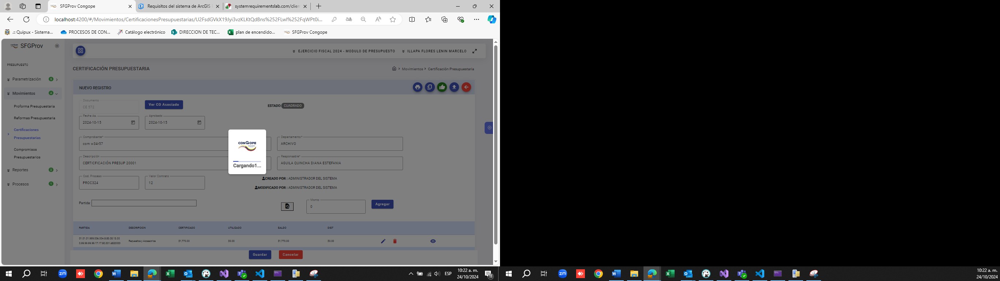 SFGProv Congope
Requisitos del sistema de ArcGIS
systemrequirementslab.com/clien
localhost:4200/#/Movimientos/CertificacionesPresupuestarias/U2FsdGVkX19Jyi3vzKLKtQdBns%252FLwI%252FqWPt0i...
.:: Quipux - Sistema...
PROCESOS DE CON...
Catálogo electrónico
DIRECCION DE TEC...
plan de encendido...
SFGProv Congope
SFGProv
EJERCICIO FISCAL 2024 - MODULO DE PRESUPUESTO
ILLAPA FLORES LENIN MARCELO
PRESUPUESTO
Parametrización 5
Movimientos 4
Proforma Presupuestaria
Reformas Presupuestaria
Certificaciones
Presupuestarias
Compromisos
Presupuestarios
Reportes 2
Procesos 1
CERTIFICACIÓN PRESUPUESTARIA
Movimientos > Certificación Presupuestaria
NUEVO REGISTRO
Documento
CE 572
Ver CO Asociado
ESTADO: CUADRADO
Fecha As.
2024-10-15
Aprobado
2024-10-15
Comprobante*
com w34r57
Departamento*
ARCHIVO
CONGOPE
Cargando1...
Descripción
CERTICFICACIÓN PRESUP 20001
Responsable*
AGUILA QUINCHA DIANA ESTEFANIA
Cod. Proceso
PROC324
Valor Contrato
12
CREADO POR : ADMINISTRADOR DEL SISTEMA
MODIFICADO POR : ADMINISTRADOR DEL SISTEMA
Partida:
Monto
0
Agregar
PARTIDA DESCRIPCION CERTIFICADO UTILIZADO SALDO DIST
01.01.01.999.006.004.5.53.08.13.00
0.99.99.99.99.17.17.50.001.6820000
Repuestos y Accesorios $1,770.00 $0.00 $1,770.00 $0.00
Guardar
Cancelar
ESP
10:22 a. m.
24/10/2024
11
10:22 a. m.
24/10/2024